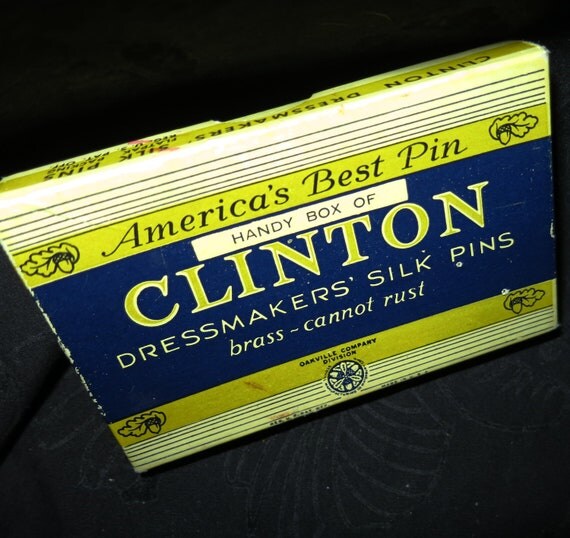 CLINTON DRESSMAKERS' SILK PINS
America's Best Pin
HANDY BOX OF
CLINTON
DRESSMAKERS' SILK PINS
brass - cannot rust
OAKVILLE COMPANY
DIVISION